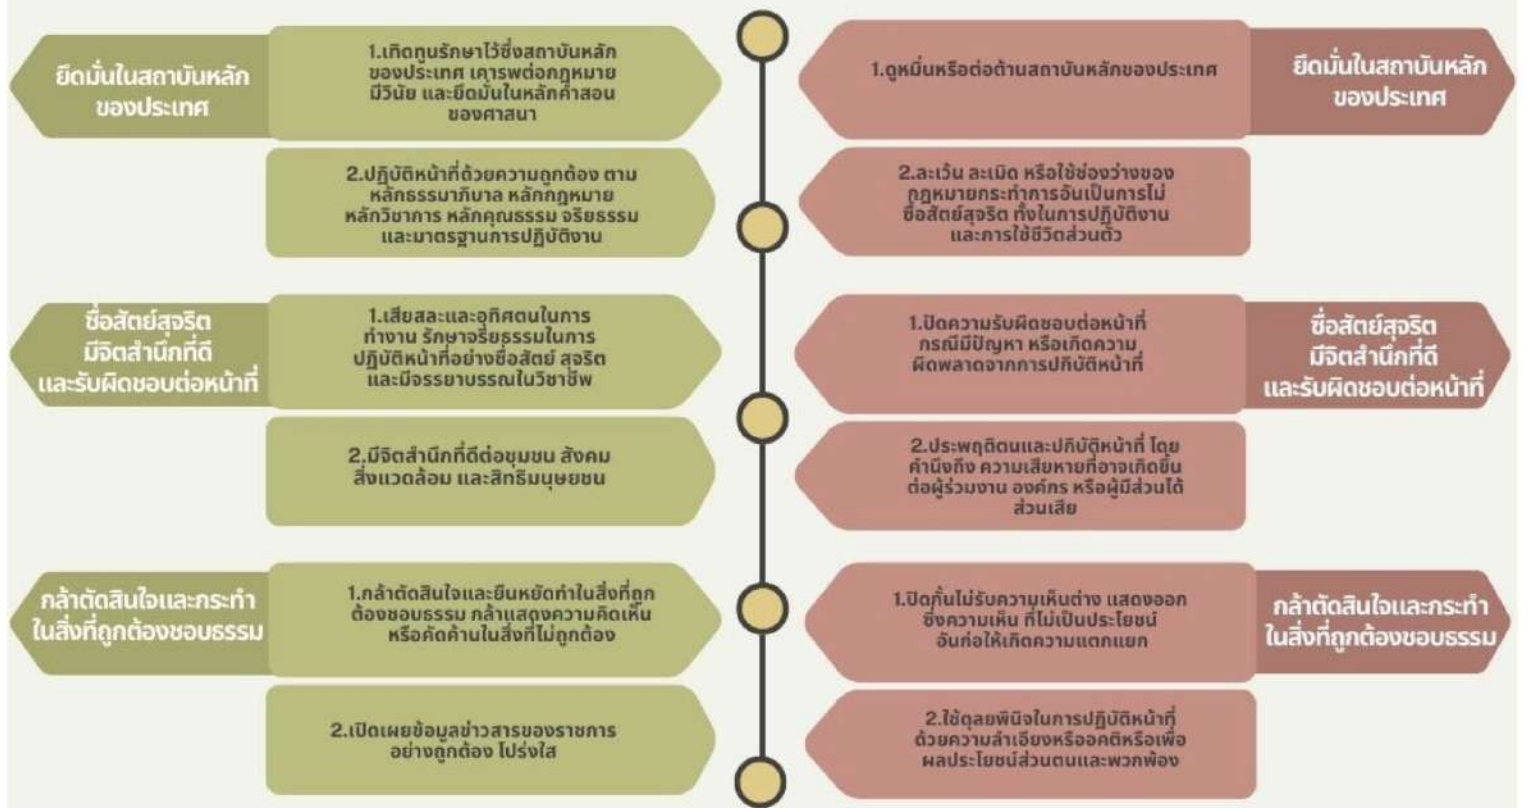 ยึดมั่นในสถาบันหลัก
ของประเทศ
1.เทิดทูนรักษาไว้ซึ่งสถาบันหลัก
ของประเทศ เคารพต่อกฎหมาย
มีวินัย และยึดมั่นในหลักคำสอน
ของศาสนา
2.ปฏิบัติหน้าที่ด้วยความถูกต้อง ตาม
หลักธรรมาภิบาล หลักกฎหมาย
หลักวิชาการ หลักคุณธรรม จริยธรรม
และมาตรฐานการปฏิบัติงาน
ซื่อสัตย์สุจริต
มีจิตสำนึกที่ดี
และรับผิดชอบต่อหน้าที่
1.เสียสละและอุทิศตนในการ
ทำงาน รักษาจริยธรรมในการ
ปฏิบัติหน้าที่อย่างซื่อสัตย์ สุจริต
และมีจรรยาบรรณในวิชาชีพ
2.มีจิตสำนึกที่ดีต่อชุมชน สังคม
สิ่งแวดล้อม และสิทธิมนุษยชน
กล้าตัดสินใจและกระทำ
ในสิ่งที่ถูกต้องชอบธรรม
1.กล้าตัดสินใจและยืนหยัดทำในสิ่งที่ถูก
ต้องชอบธรรม กล้าแสดงความคิดเห็น
หรือคัดค้านในสิ่งที่ไม่ถูกต้อง
2.เปิดเผยข้อมูลข่าวสารของราชการ
อย่างถูกต้อง โปร่งใส
1.ดูหมิ่นหรือต่อต้านสถาบันหลักของประเทศ
ยึดมั่นในสถาบันหลัก
ของประเทศ
2.ละเว้น ละเมิด หรือใช้ช่องว่างของ
กฎหมายกระทำการอันเป็นการไม่
ซื่อสัตย์สุจริต ทั้งในการปฏิบัติงาน
และการใช้ชีวิตส่วนตัว
1.ปัดความรับผิดชอบต่อหน้าที่
กรณีมีปัญหา หรือเกิดความ
ผิดพลาดจากการปกิบัติหน้าที่
ซื่อสัตย์สุจริต
มีจิตสำนึกที่ดี
และรับผิดชอบต่อหน้าที่
2.ประพฤติตนและปกิบัติหน้าที่ โดย
คำนึงถึง ความเสียหายที่อาจเกิดขึ้น
ต่อผู้ร่วมงาน องค์กร หรือผู้มีส่วนได้
ส่วนเสีย
1.ปิดกั้นไม่รับความเห็นต่าง แสดงออก
ซึ่งความเห็น ที่ไม่เป็นประโยชน์
อันก่อให้เกิดความแตกแยก
กล้าตัดสินใจและกระทำ
ในสิ่งที่ถูกต้องชอบธรรม
2.ใช้ดุลยพินิจในการปฏิบัติหน้าที่
ด้วยความลำเอียงหรืออคติหรือเพื่อ
ผลประโยชน์ส่วนตนและพวกพ้อง